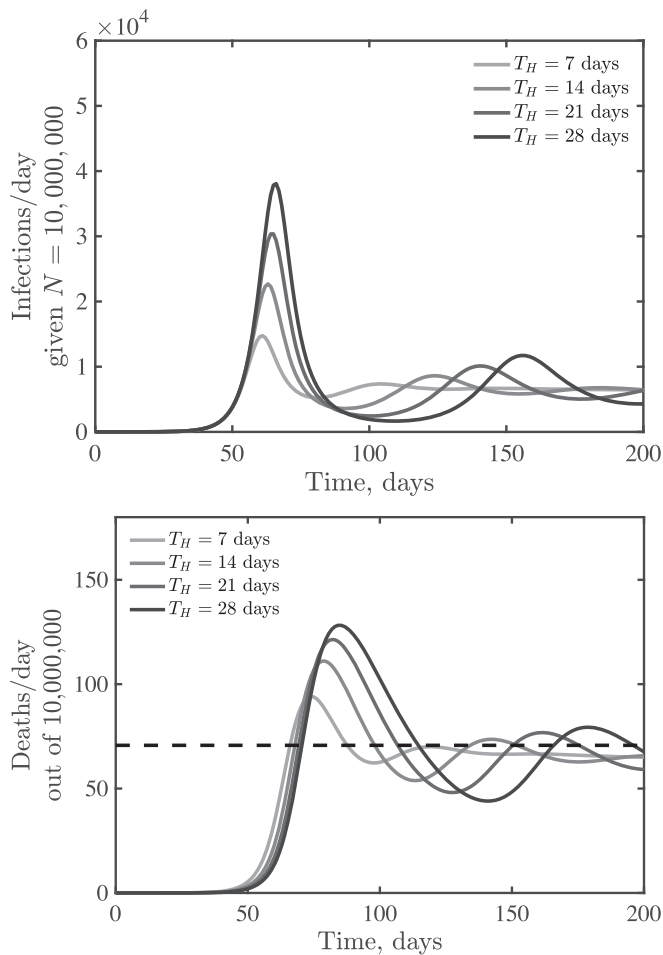 ×10⁴
6
5
4
3
2
1
0
Infections/day
given N = 10,000,000
T_H = 7 days
T_H = 14 days
T_H = 21 days
T_H = 28 days
0 50 100 150 200
Time, days
150
100
50
0
Deaths/day
out of 10,000,000
T_H = 7 days
T_H = 14 days
T_H = 21 days
T_H = 28 days
0 50 100 150 200
Time, days